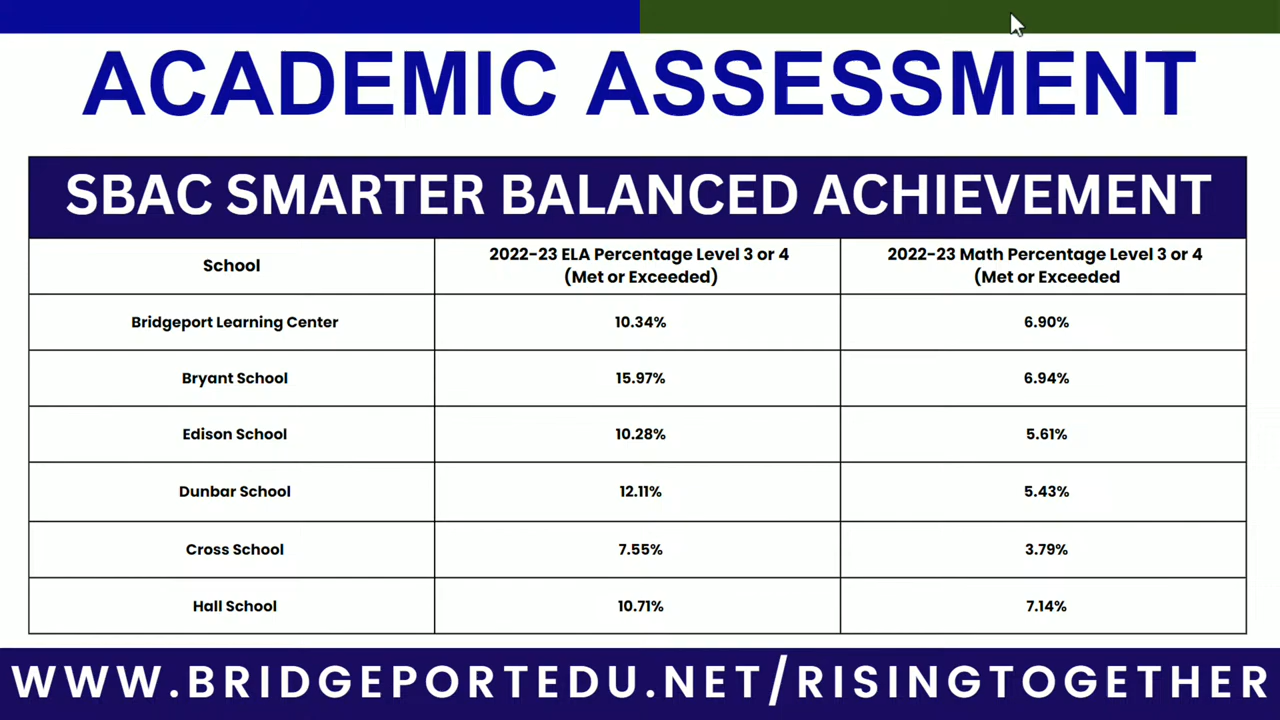 ACADEMIC ASSESSMENT
SBAC SMARTER BALANCED ACHIEVEMENT
School
2022-23 ELA Percentage Level 3 or 4
(Met or Exceeded)
2022-23 Math Percentage Level 3 or 4
(Met or Exceeded
Bridgeport Learning Center 10.34% 6.90%
Bryant School 15.97% 6.94%
Edison School 10.28% 5.61%
Dunbar School 12.11% 5.43%
Cross School 7.55% 3.79%
Hall School 10.71% 7.14%
WWW.BRIDGEPORTEDU.NET/RISINGTOGETHER